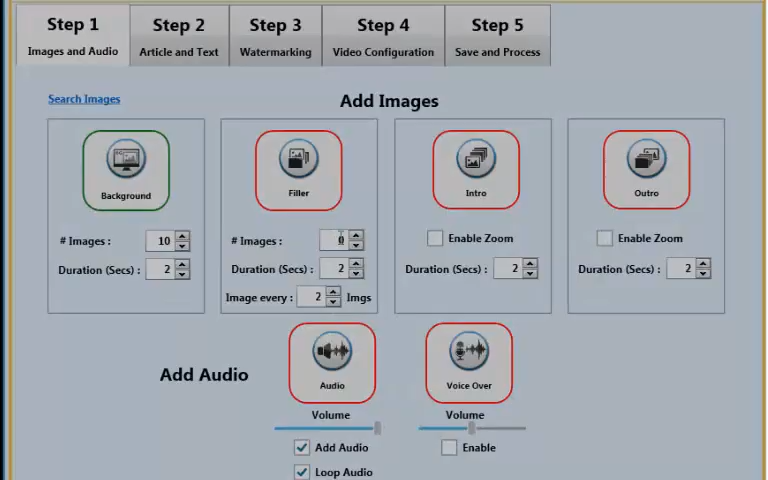 Step 1
Images and Audio
Step 2
Article and Text
Step 3
Watermarking
Step 4
Video Configuration
Step 5
Save and Process
Search Images
Add Images
Background
# Images : 10
Duration (Secs) : 2
Filler
# Images : 0
Duration (Secs) : 2
Image every : 2 Imgs
Intro
Enable Zoom
Duration (Secs) : 2
Outro
Enable Zoom
Duration (Secs) : 2
Add Audio
Audio
Volume
Add Audio
Loop Audio
Voice Over
Volume
Enable